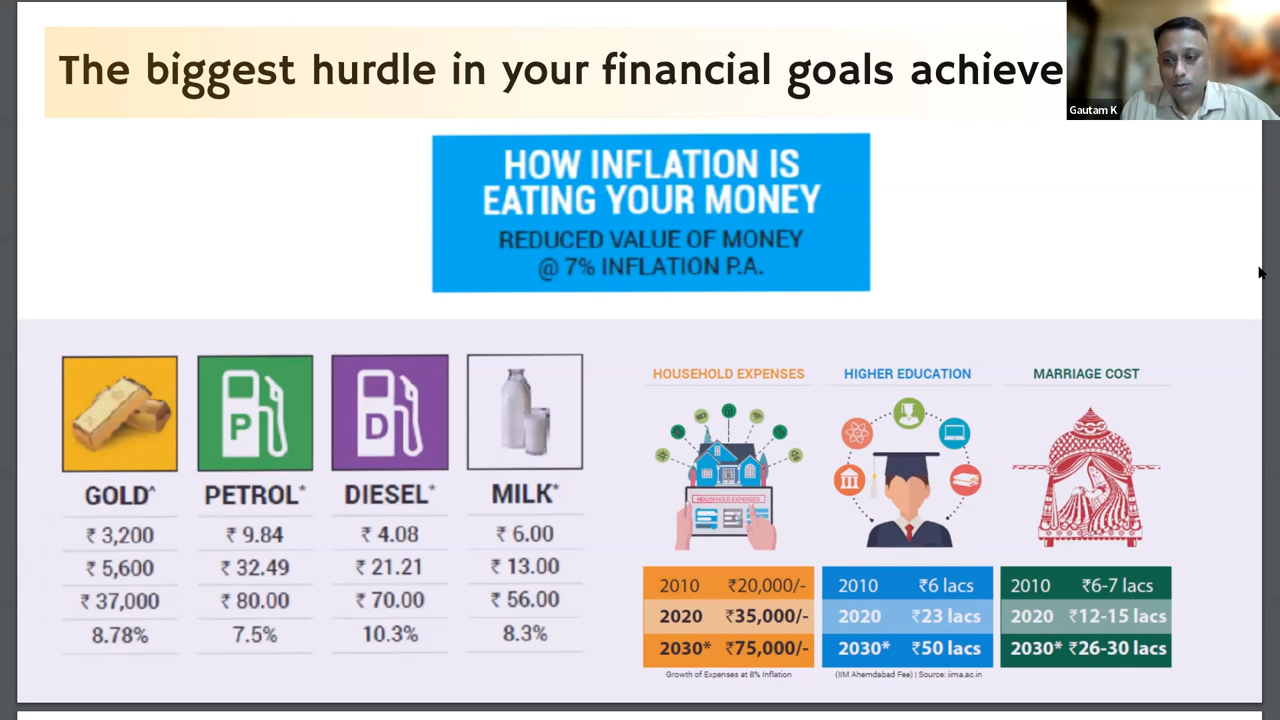 The biggest hurdle in your financial goals achieve
Gautam K
HOW INFLATION IS
EATING YOUR MONEY
REDUCED VALUE OF MONEY
@ 7% INFLATION P.A.
GOLD^ PETROL* DIESEL* MILK*
₹ 3,200 ₹ 9.84 ₹ 4.08 ₹ 6.00
₹ 5,600 ₹ 32.49 ₹ 21.21 ₹ 13.00
₹ 37,000 ₹ 80.00 ₹ 70.00 ₹ 56.00
8.78% 7.5% 10.3% 8.3%
P
D
HOUSEHOLD EXPENSES HIGHER EDUCATION MARRIAGE COST
HOUSEHOLD EXPENSES
2010 ₹20,000/- 2010 ₹6 lacs 2010 ₹6-7 lacs
2020 ₹35,000/- 2020 ₹23 lacs 2020 ₹12-15 lacs
2030* ₹75,000/- 2030* ₹50 lacs 2030* ₹26-30 lacs
Growth of Expenses at 8% Inflation (IIM Ahemdabad Fee) | Source: iima.ac.in